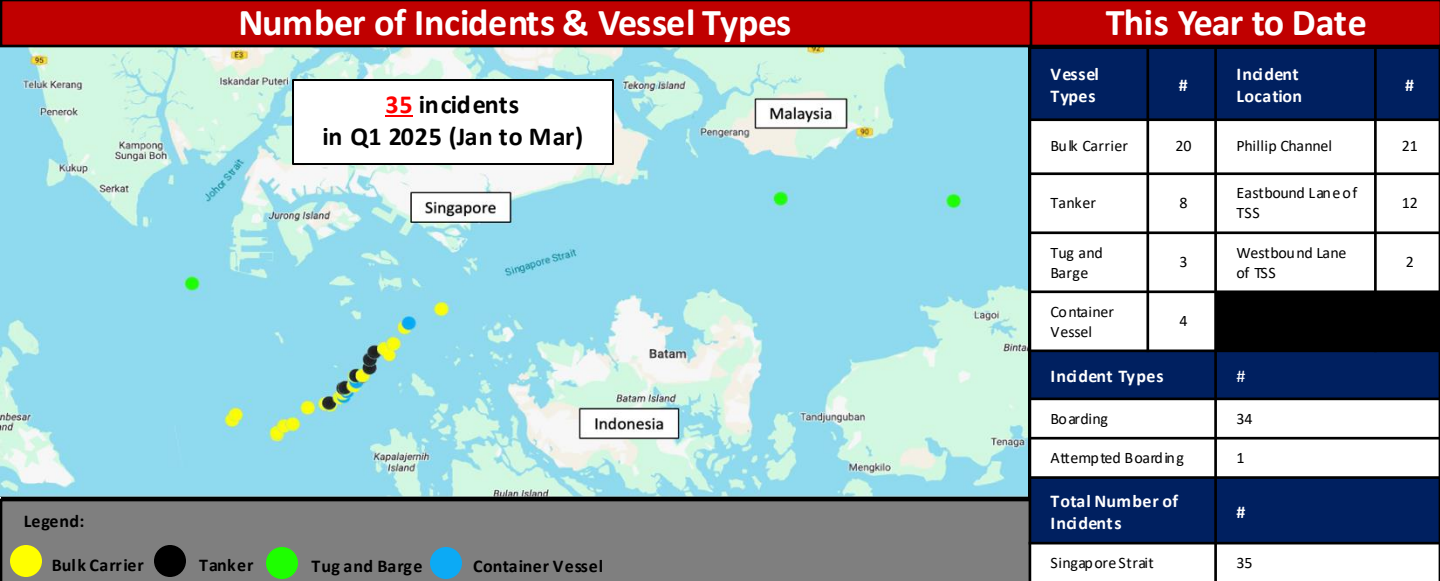 Number of Incidents & Vessel Types
95
E3
92
Teluk Kerang
Iskandar Puteri
Penerok
35 incidents
in Q1 2025 (Jan to Mar)
Tekong Island
Malaysia
Pengerang
90
Kampong
Sungai Boh
Kukup
Serkat
Johor Strait
Jurong Island
Singapore
Singapore Strait
Lagoi
Batam
Batam Island
Tandjunguban
Indonesia
Kapalajernih
Island
Tenaga
Mengkilo
Bulan Island
Legend:
Bulk Carrier
Tanker
Tug and Barge
Container Vessel
This Year to Date
Vessel
Types
#
Incident
Location
#
Bulk Carrier
20
Phillip Channel
21
Tanker
8
Eastbound Lane of
TSS
12
Tug and
Barge
3
Westbound Lane
of TSS
2
Container
Vessel
4
Incident Types
#
Boarding
34
Attempted Boarding
1
Total Number of
Incidents
#
Singapore Strait
35